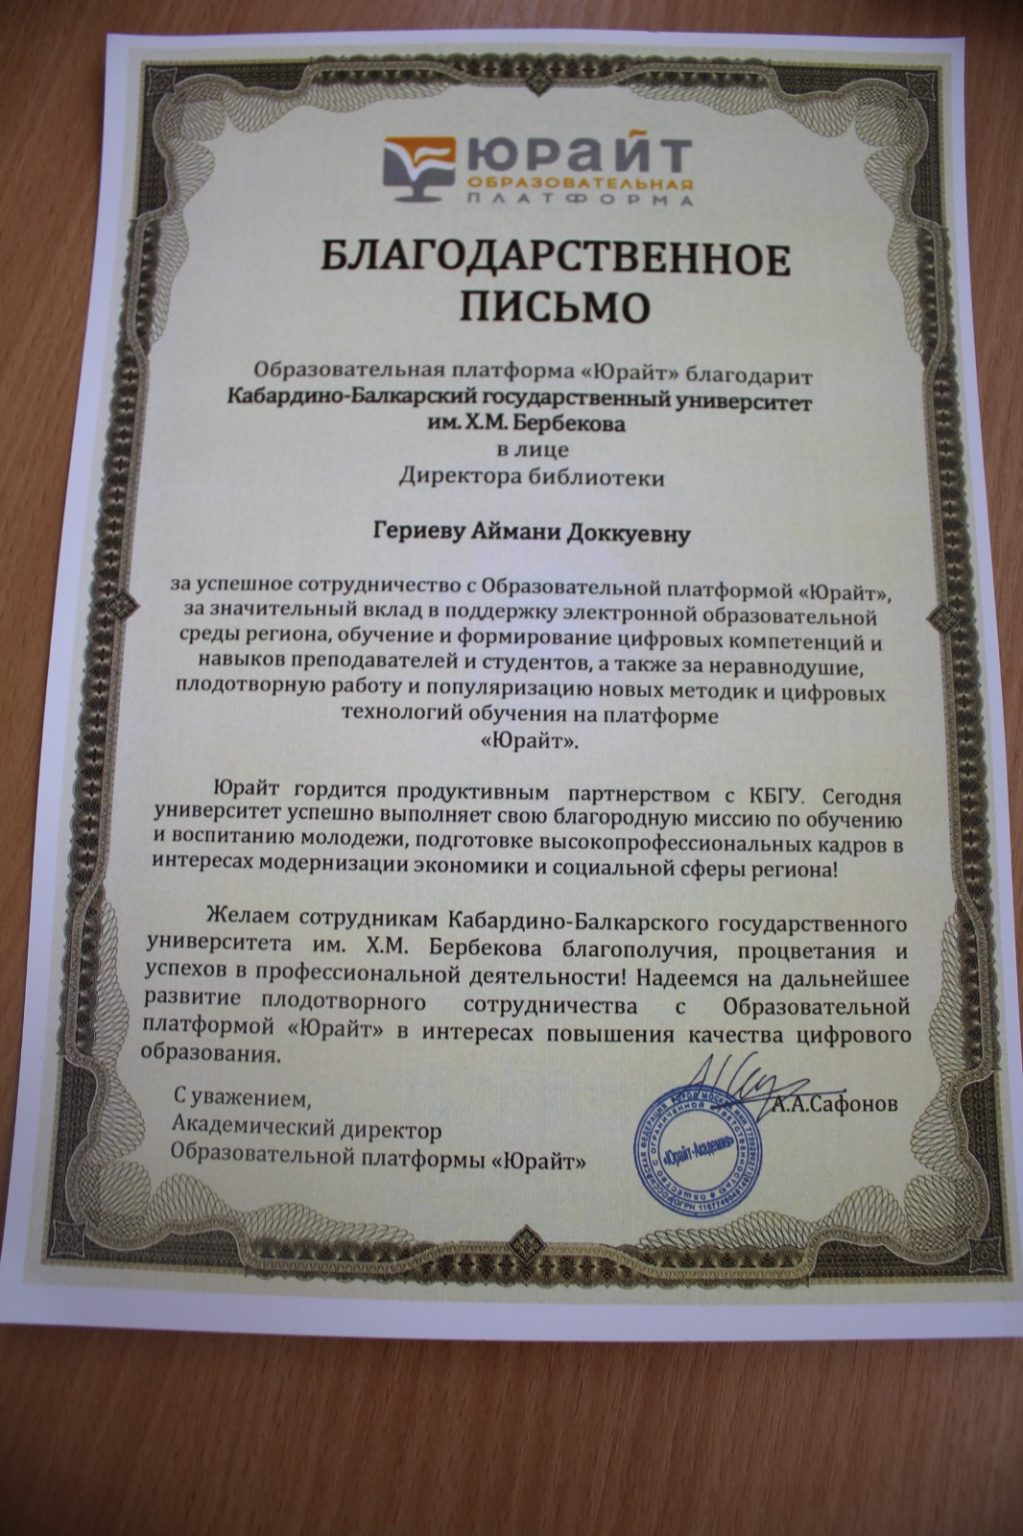 ЮРАЙТ
ОБРАЗОВАТЕЛЬНАЯ
ПЛАТФОРМА
БЛАГОДАРСТВЕННОЕ
ПИСЬМО
Образовательная платформа «Юрайт» благодарит
Кабардино-Балкарский государственный университет
им. Х.М. Бербекова
в лице
Директора библиотеки
Гериеву Аймани Доккуевну
за успешное сотрудничество с Образовательной платформой «Юрайт»,
за значительный вклад в поддержку электронной образовательной
среды региона, обучение и формирование цифровых компетенций и
навыков преподавателей и студентов, а также за неравнодушие,
плодотворную работу и популяризацию новых методик и цифровых
технологий обучения на платформе
«Юрайт».
Юрайт гордится продуктивным партнерством с КБГУ. Сегодня
университет успешно выполняет свою благородную миссию по обучению
и воспитанию молодежи, подготовке высокопрофессиональных кадров в
интересах модернизации экономики и социальной сферы региона!
Желаем сотрудникам Кабардино-Балкарского государственного
университета им. Х.М. Бербекова благополучия, процветания и
успехов в профессиональной деятельности! Надеемся на дальнейшее
развитие плодотворного сотрудничества с Образовательной
платформой «Юрайт» в интересах повышения качества цифрового
образования.
С уважением,
Академический директор
Образовательной платформы «Юрайт»
А.А.Сафонов
«Юрайт-Академия»
ОБЩЕСТВО С ОГРАНИЧЕННОЙ ОТВЕТСТВЕННОСТЬЮ